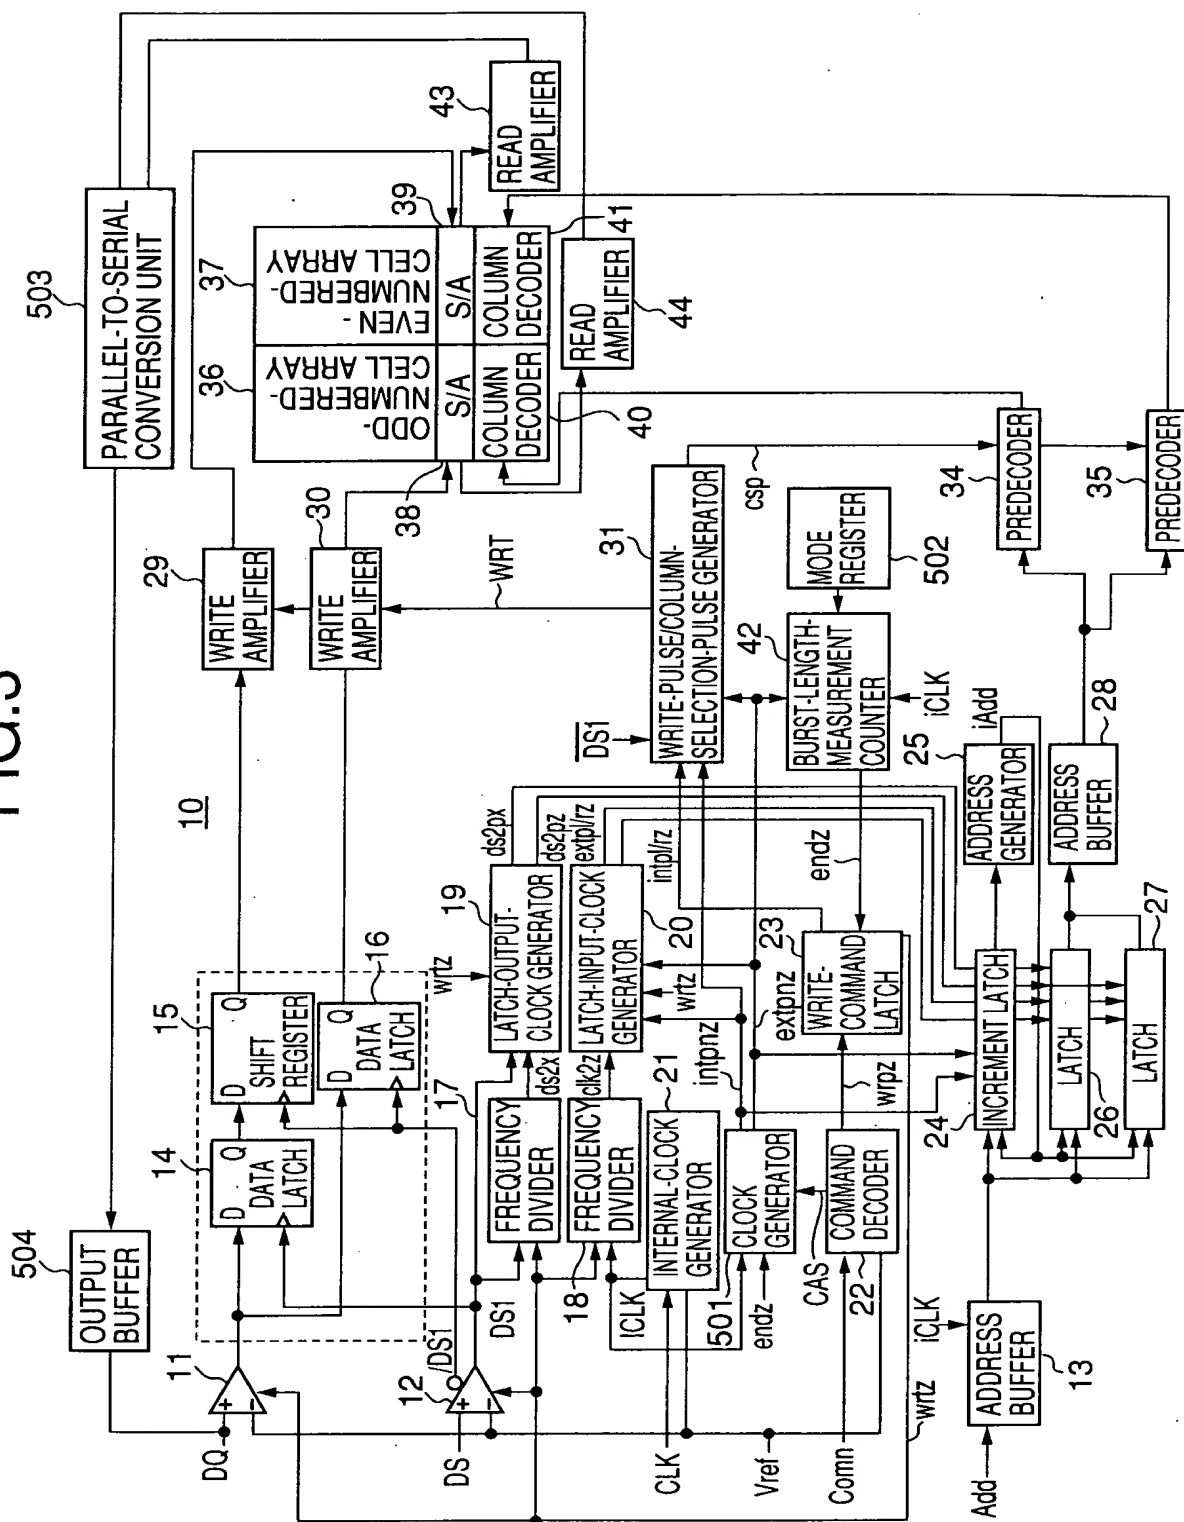 FIG.3
10
504
OUTPUT
BUFFER
503
PARALLEL-TO-SERIAL
CONVERSION UNIT
DQ
11
+
−
14
D Q
DATA
LATCH
15
D Q
SHIFT
REGISTER
D Q
DATA
LATCH
16
29
WRITE
AMPLIFIER
30
WRITE
AMPLIFIER
WRT
36
ODD-
NUMBERED-
CELL ARRAY
37
EVEN-
NUMBERED-
CELL ARRAY
38
S/A
S/A
39
COLUMN
DECODER
40
COLUMN
DECODER
41
43
READ
AMPLIFIER
READ
AMPLIFIER
44
DS
12
+
−
/DS1
DS1
17
FREQUENCY
DIVIDER
ds2x
wrtz
LATCH-OUTPUT-
CLOCK GENERATOR
19
ds2px
ds2pz
18
FREQUENCY
DIVIDER
clk2z
LATCH-INPUT-CLOCK
GENERATOR
20
wrtz
extpl/rz
intpl/rz
DS1
WRITE-PULSE/COLUMN-
SELECTION-PULSE GENERATOR
31
csp
CLK
ICLK
INTERNAL-CLOCK
GENERATOR
21
intpnz
extpnz
501
CLOCK
GENERATOR
endz
CAS
Vref
Comn
COMMAND
DECODER
22
wrpz
WRITE-
COMMAND
LATCH
23
endz
BURST-LENGTH-
MEASUREMENT
COUNTER
42
iCLK
MODE
REGISTER
502
wrtz
Add
iCLK
ADDRESS
BUFFER
13
24
INCREMENT LATCH
LATCH
26
LATCH
27
ADDRESS
GENERATOR
25
iAdd
ADDRESS
BUFFER
28
34
PREDECODER
35
PREDECODER